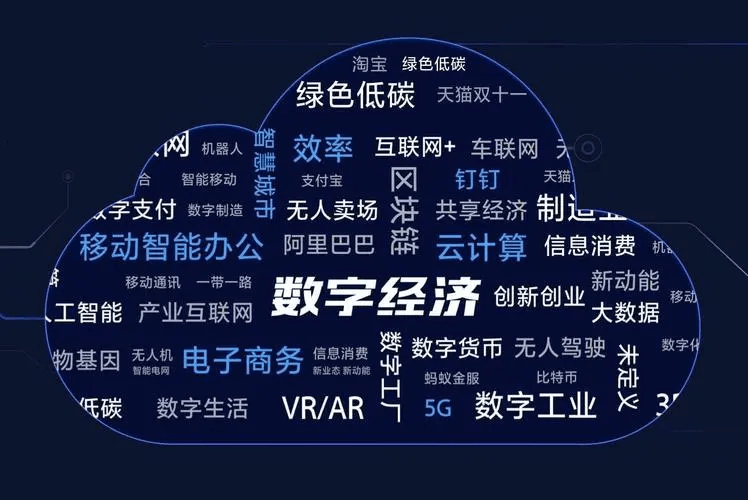 淘宝 绿色低碳
绿色低碳 天猫双十一
网 机器人 智慧城市 效率 互联网+ 车联网
合 智能移动 支付宝 区块链 钉钉 天猫
数字支付 数字制造 无人卖场 共享经济 制造业
移动智能办公 阿里巴巴 云计算 信息消费 机器
移动通讯 一带一路 数字经济 创新创业 新动能 移动
人工智能 产业互联网 大数据
物基因 无人机 电子商务 信息消费 数字工厂 数字货币 无人驾驶 未定义 数字化
智能电网 新业态 新动能
蚂蚁金服 比特币
低碳 数字生活 VR/AR 5G 数字工业